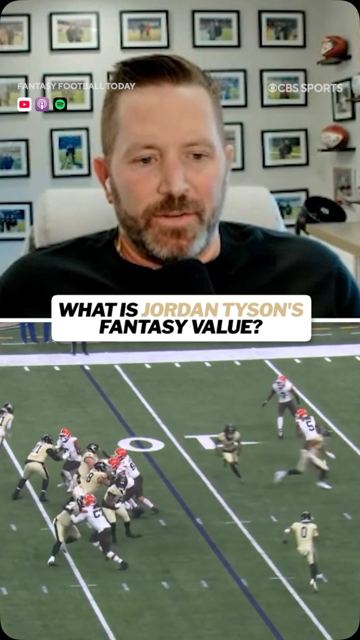 FANTASY FOOTBALL TODAY
CBS SPORTS
WHAT IS JORDAN TYSON'S
FANTASY VALUE?